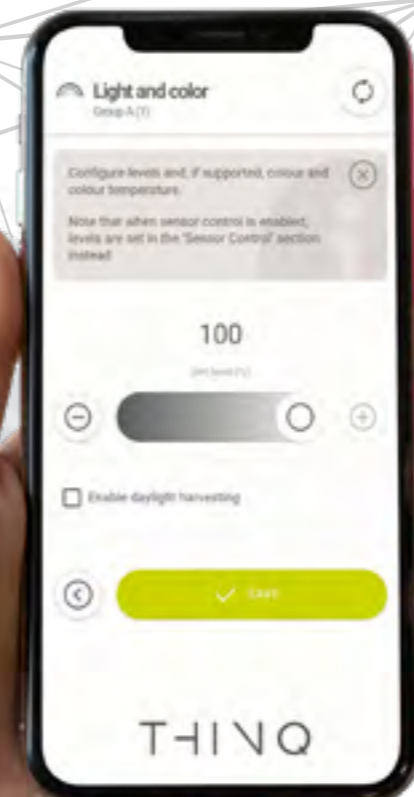 Light and color
Group A (1)
Configure levels and, if supported, colour and
colour temperature.
Note that when sensor control is enabled,
levels are set in the 'Sensor Control' section
instead
100
Enable daylight harvesting
SAVE
THINQ